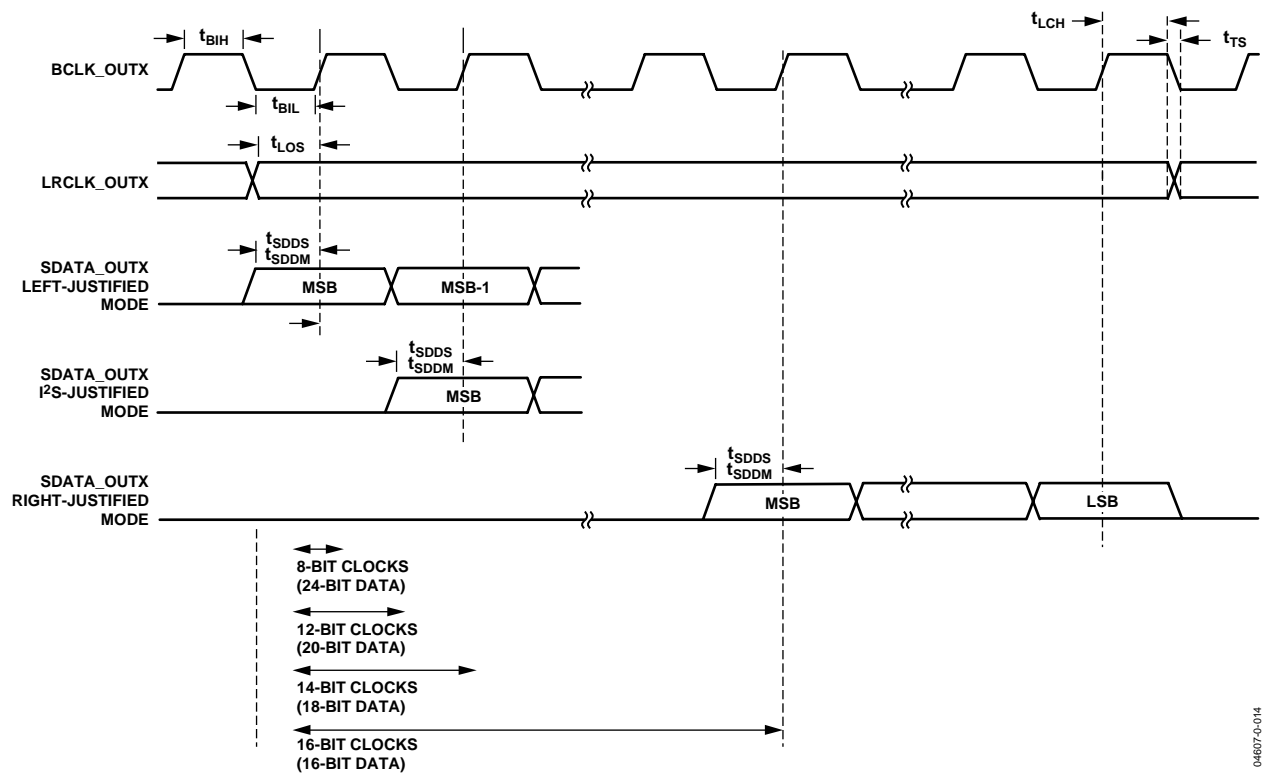 tBIH
tLCH
tTS
BCLK_OUTX
tBIL
tLOS
LRCLK_OUTX
tSDDS
tSDDM
SDATA_OUTX
LEFT-JUSTIFIED
MODE
MSB
MSB-1
tSDDS
tSDDM
SDATA_OUTX
I2S-JUSTIFIED
MODE
MSB
tSDDS
tSDDM
SDATA_OUTX
RIGHT-JUSTIFIED
MODE
MSB
LSB
8-BIT CLOCKS
(24-BIT DATA)
12-BIT CLOCKS
(20-BIT DATA)
14-BIT CLOCKS
(18-BIT DATA)
16-BIT CLOCKS
(16-BIT DATA)
04607-0-014